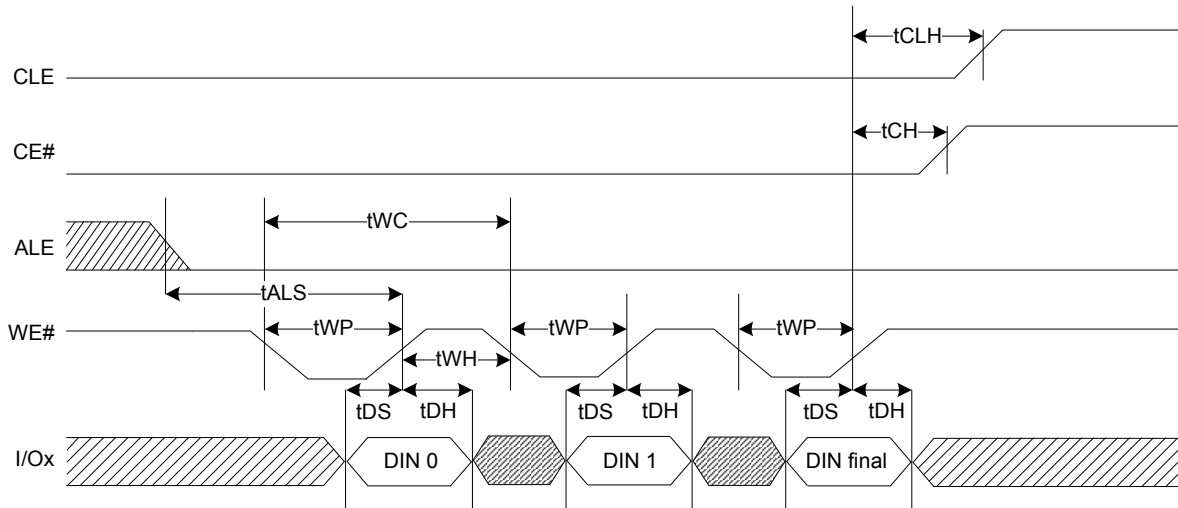 tCLH
CLE
tCH
CE#
tWC
ALE
tALS
WE#
tWP
tWP
tWP
tWH
tDS
tDH
tDS
tDH
tDS
tDH
I/Ox
DIN 0
DIN 1
DIN final